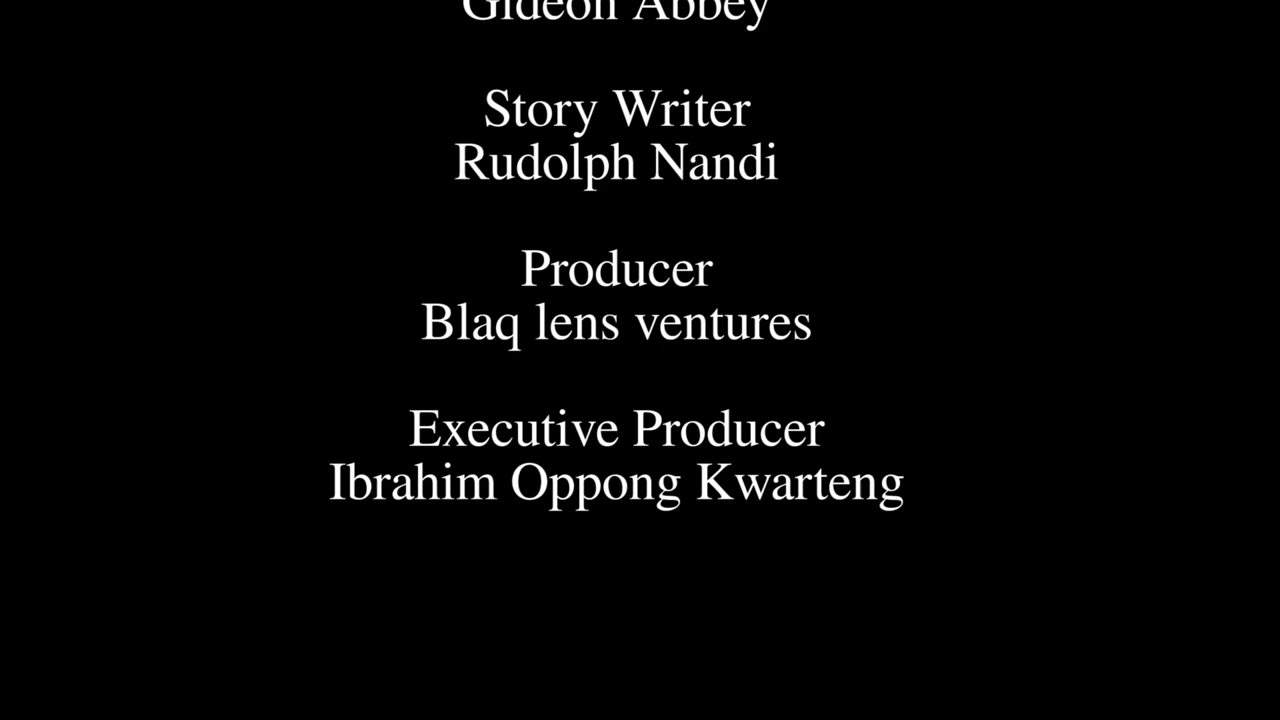 Gideon Abbey
Story Writer
Rudolph Nandi
Producer
Blaq lens ventures
Executive Producer
Ibrahim Oppong Kwarteng